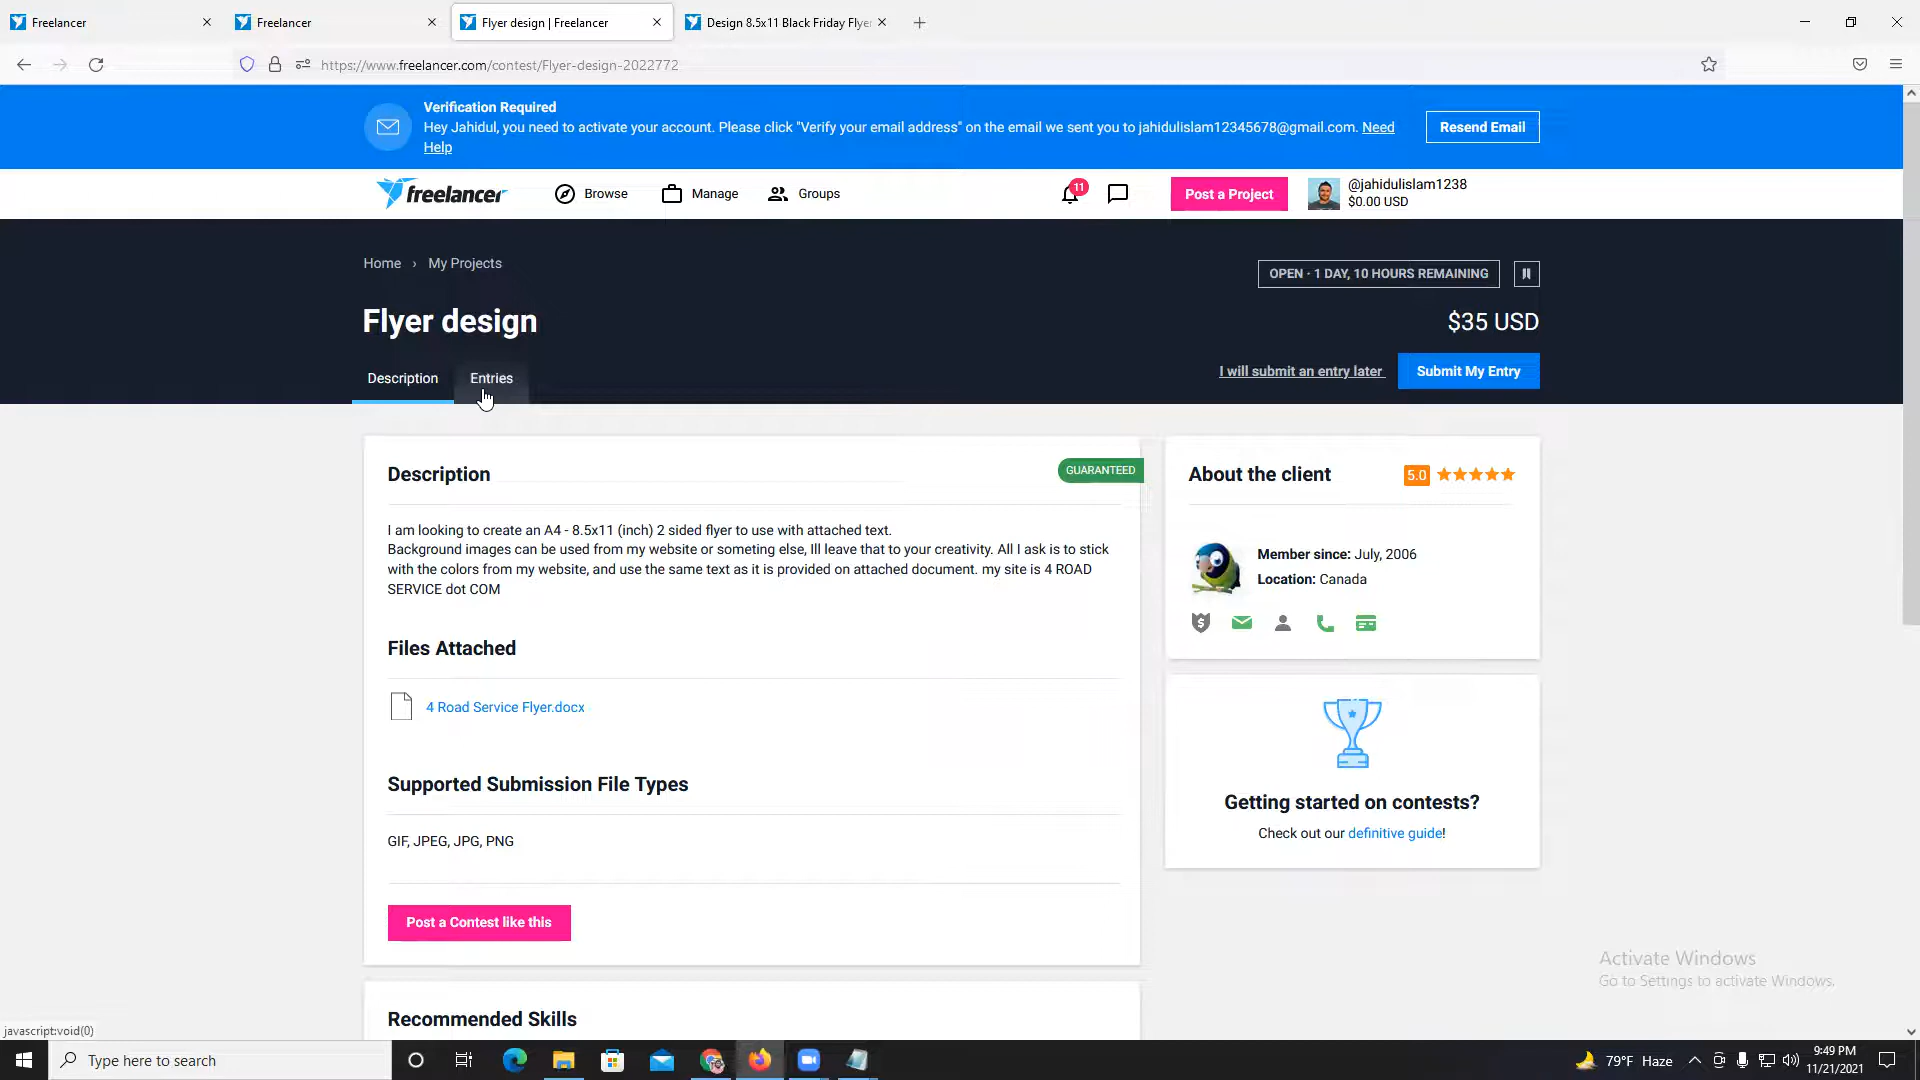 Freelancer
Freelancer
Flyer design | Freelancer
Design 8.5x11 Black Friday Flye
https://www.freelancer.com/contest/Flyer-design-2022772
Verification Required
Hey Jahidul, you need to activate your account. Please click "Verify your email address" on the email we sent you to jahidulislam12345678@gmail.com. Need
Help
Resend Email
freelancer
Browse
Manage
Groups
11
Post a Project
@jahidulislam1238
$0.00 USD
Home › My Projects
OPEN · 1 DAY, 10 HOURS REMAINING
Flyer design
$35 USD
Description
Entries
I will submit an entry later
Submit My Entry
Description
GUARANTEED
I am looking to create an A4 - 8.5x11 (inch) 2 sided flyer to use with attached text.
Background images can be used from my website or someting else, Ill leave that to your creativity. All I ask is to stick
with the colors from my website, and use the same text as it is provided on attached document. my site is 4 ROAD
SERVICE dot COM
Files Attached
4 Road Service Flyer.docx
Supported Submission File Types
GIF, JPEG, JPG, PNG
Post a Contest like this
Recommended Skills
About the client
5.0
Member since: July, 2006
Location: Canada
Getting started on contests?
Check out our definitive guide!
Activate Windows
Go to Settings to activate Windows.
javascript:void(0)
Type here to search
79°F Haze
9:49 PM
11/21/2021